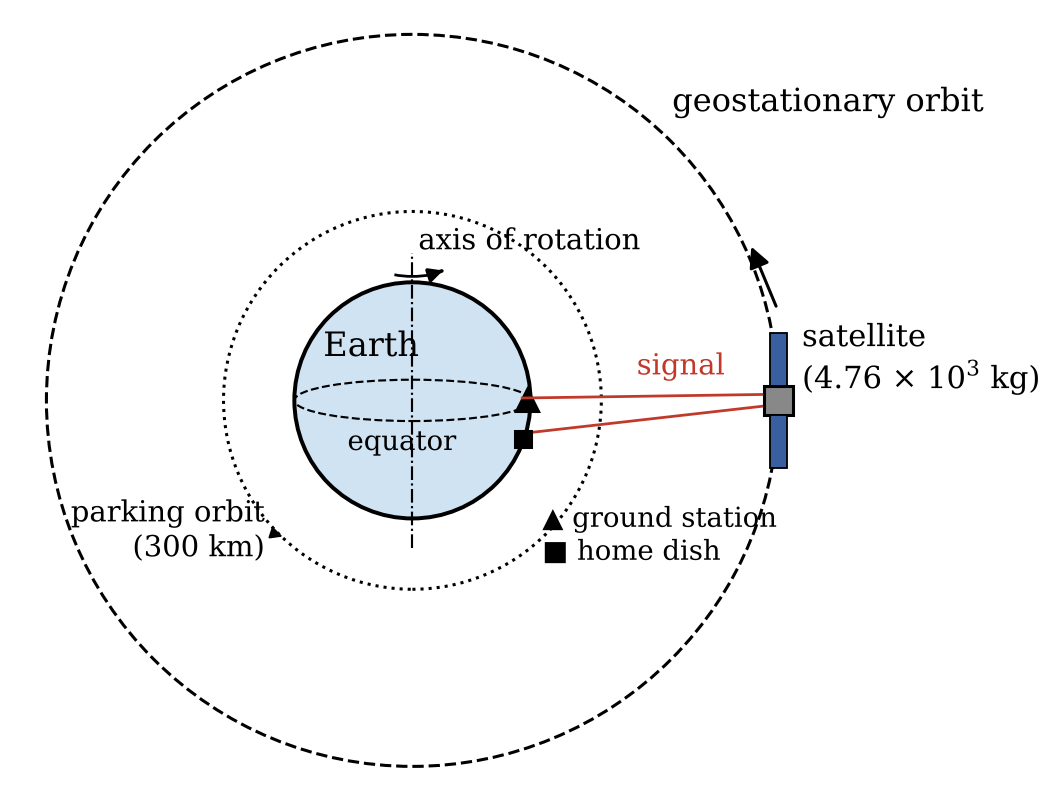 geostationary orbit
axis of rotation
Earth
satellite
(4.76 × 10³ kg)
signal
equator
parking orbit
(300 km)
▲ ground station
■ home dish